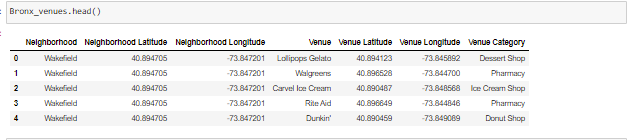 Bronx_venues.head()
Neighborhood Neighborhood Latitude Neighborhood Longitude Venue Venue Latitude Venue Longitude Venue Category
0 Wakefield 40.894705 -73.847201 Lollipops Gelato 40.894123 -73.845892 Dessert Shop
1 Wakefield 40.894705 -73.847201 Walgreens 40.896528 -73.844700 Pharmacy
2 Wakefield 40.894705 -73.847201 Carvel Ice Cream 40.890487 -73.848568 Ice Cream Shop
3 Wakefield 40.894705 -73.847201 Rite Aid 40.896649 -73.844846 Pharmacy
4 Wakefield 40.894705 -73.847201 Dunkin' 40.890459 -73.849089 Donut Shop